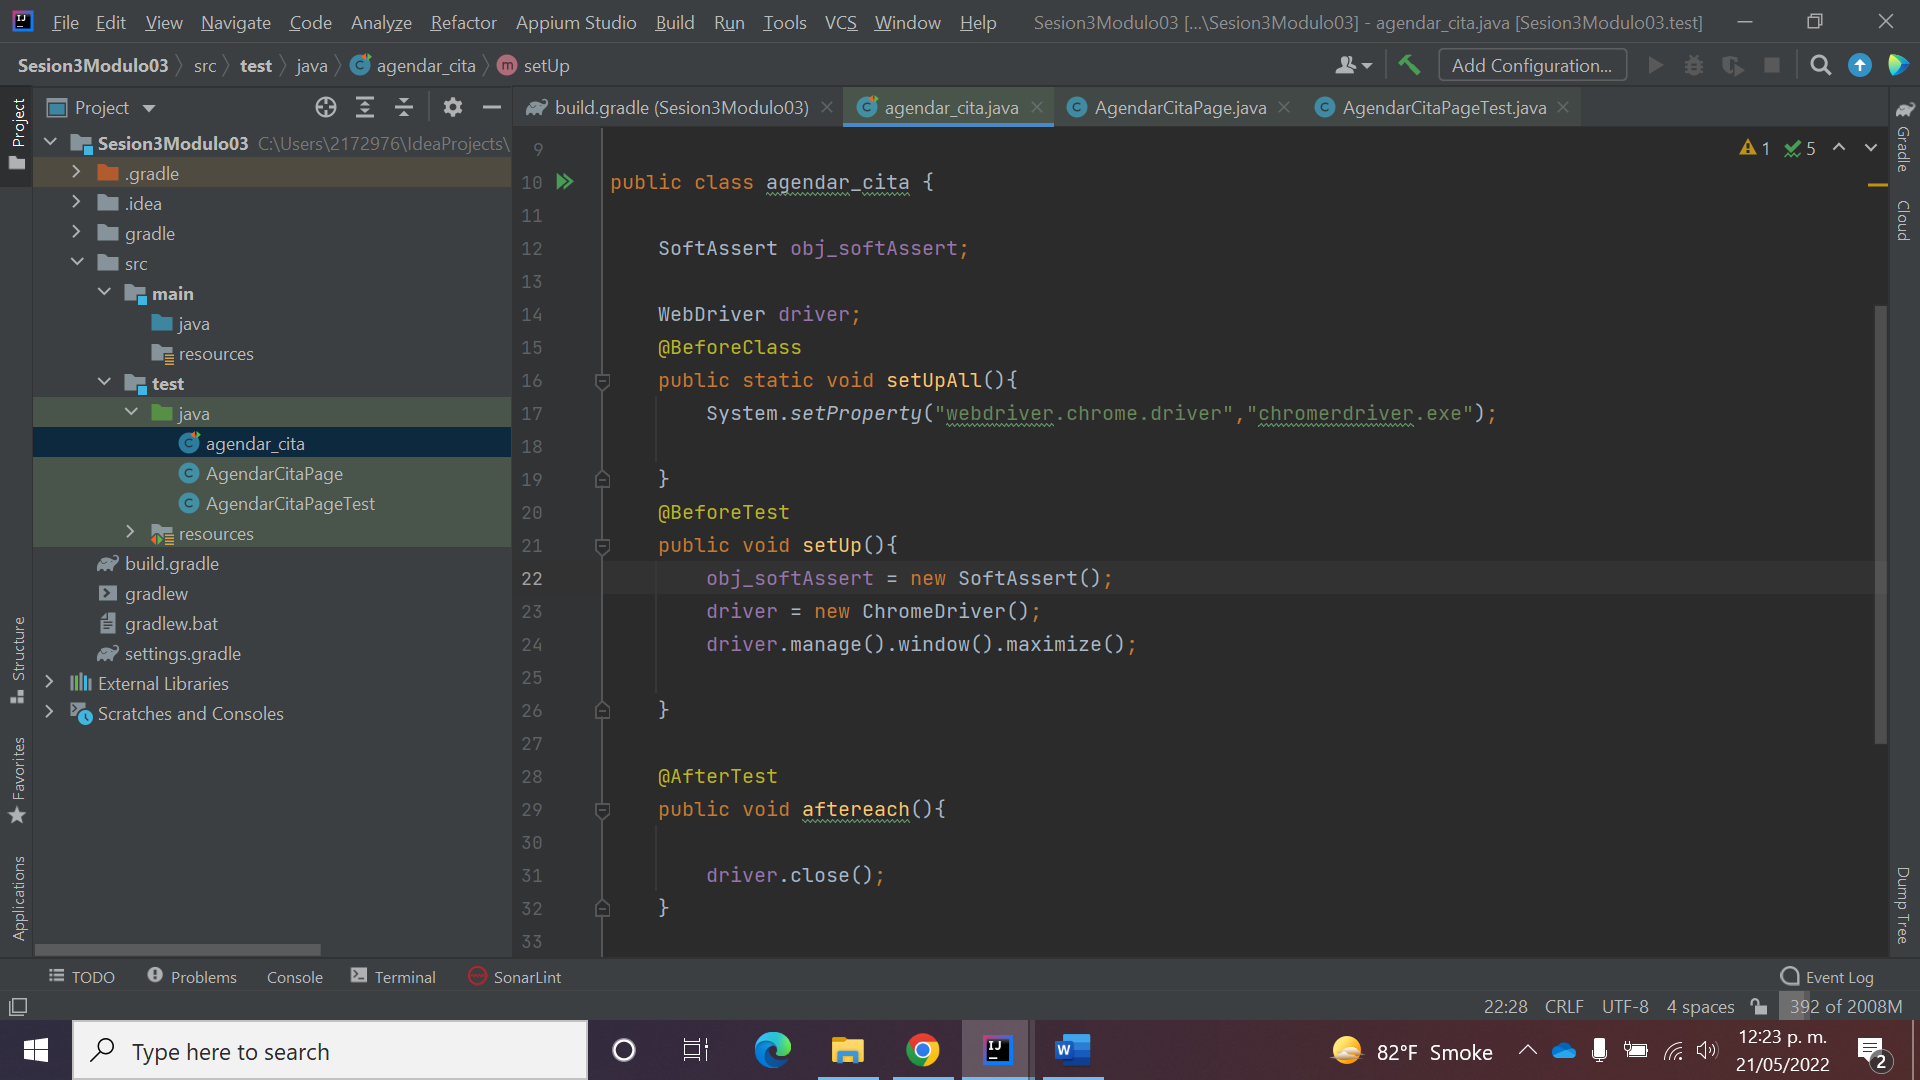 File Edit View Navigate Code Analyze Refactor Appium Studio Build Run Tools VCS Window Help Sesion3Modulo03 [...\Sesion3Modulo03] - agendar_cita.java [Sesion3Modulo03.test]
Sesion3Modulo03 src test java agendar_cita m setUp Add Configuration...
Project
build.gradle (Sesion3Modulo03) agendar_cita.java AgendarCitaPage.java AgendarCitaPageTest.java
Project
Structure
Favorites
Applications
Sesion3Modulo03 C:\Users\2172976\IdeaProjects\
.gradle
.idea
gradle
src
main
java
resources
test
java
agendar_cita
AgendarCitaPage
AgendarCitaPageTest
resources
build.gradle
gradlew
gradlew.bat
settings.gradle
External Libraries
Scratches and Consoles
1 5
9
10 public class agendar_cita {
11
12 SoftAssert obj_softAssert;
13
14 WebDriver driver;
15 @BeforeClass
16 public static void setUpAll(){
17 System.setProperty("webdriver.chrome.driver","chromerdriver.exe");
18
19 }
20 @BeforeTest
21 public void setUp(){
22 obj_softAssert = new SoftAssert();
23 driver = new ChromeDriver();
24 driver.manage().window().maximize();
25
26 }
27
28 @AfterTest
29 public void aftereach(){
30
31 driver.close();
32 }
33
Gradle
Cloud
Dump Tree
TODO Problems Console Terminal SonarLint Event Log
22:28 CRLF UTF-8 4 spaces 392 of 2008M
Type here to search
82°F Smoke
12:23 p. m.
21/05/2022
2